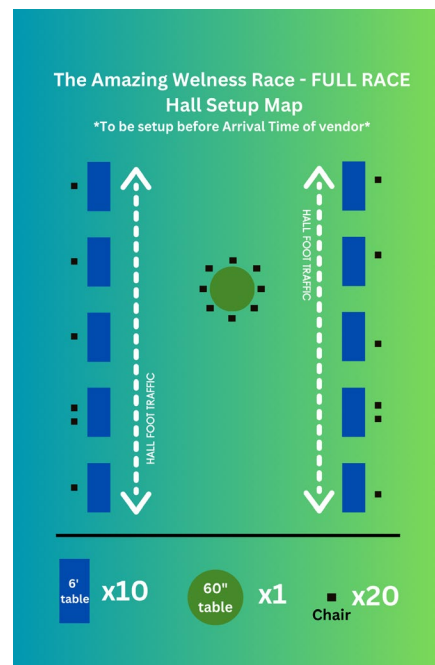 The Amazing Welness Race - FULL RACE
Hall Setup Map
*To be setup before Arrival Time of vendor*
HALL FOOT TRAFFIC
HALL FOOT TRAFFIC
6'
table
x10
60"
table
x1
x20
Chair